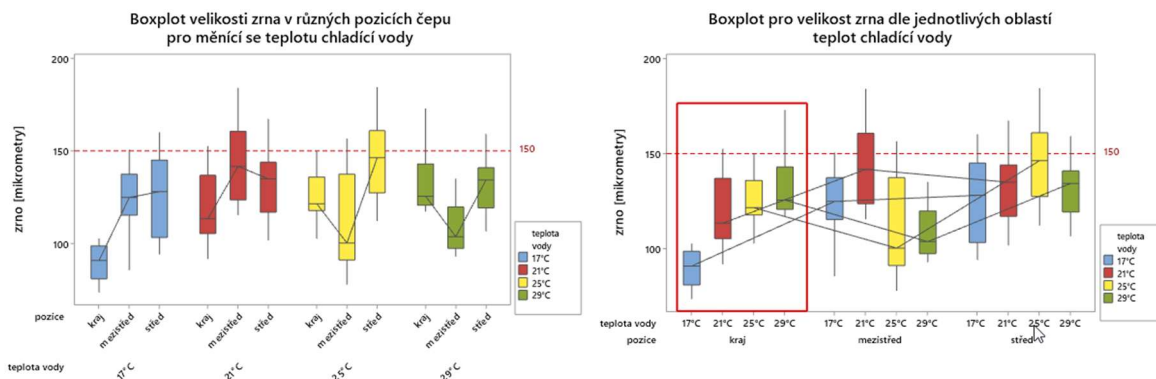 Boxplot velikosti zrna v různých pozicích čepu
pro měnící se teplotu chladící vody
zrno [mikrometry]
200
150
100
150
kraj
mezistřed
střed
kraj
mezistřed
střed
kraj
mezistřed
střed
kraj
mezistřed
střed
pozice
teplota vody
17°C
21°C
25°C
29°C
teplota
vody
17°C
21°C
25°C
29°C
Boxplot pro velikost zrna dle jednotlivých oblastí
teplot chladící vody
zrno [mikrometry]
200
150
100
150
teplota vody 17°C 21°C 25°C 29°C 17°C 21°C 25°C 29°C 17°C 21°C 25°C 29°C
pozice kraj mezistřed střed
teplota
vody
17°C
21°C
25°C
29°C